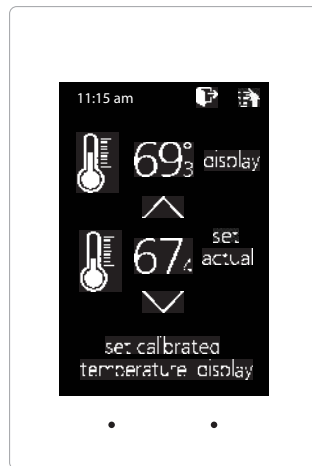 11:15 am
69°3 display
set
67.4 actual
set calibrated
temperature display